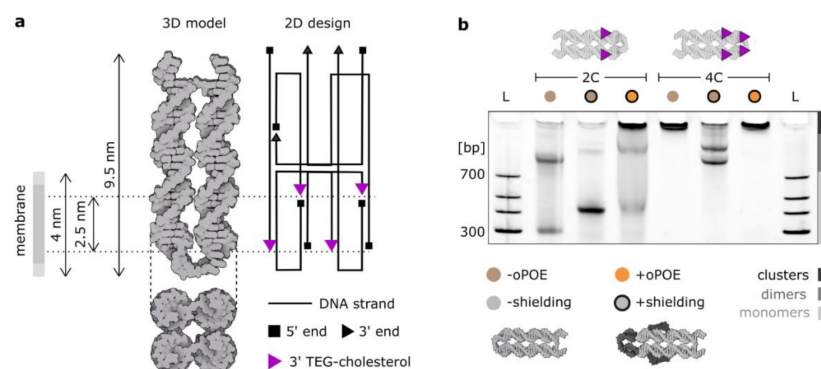 a
3D model
2D design
9.5 nm
membrane
4 nm
2.5 nm
DNA strand
5' end
3' end
3' TEG-cholesterol
b
2C
4C
L
L
[bp]
700
300
-oPOE
+oPOE
-shielding
+shielding
clusters
dimers
monomers